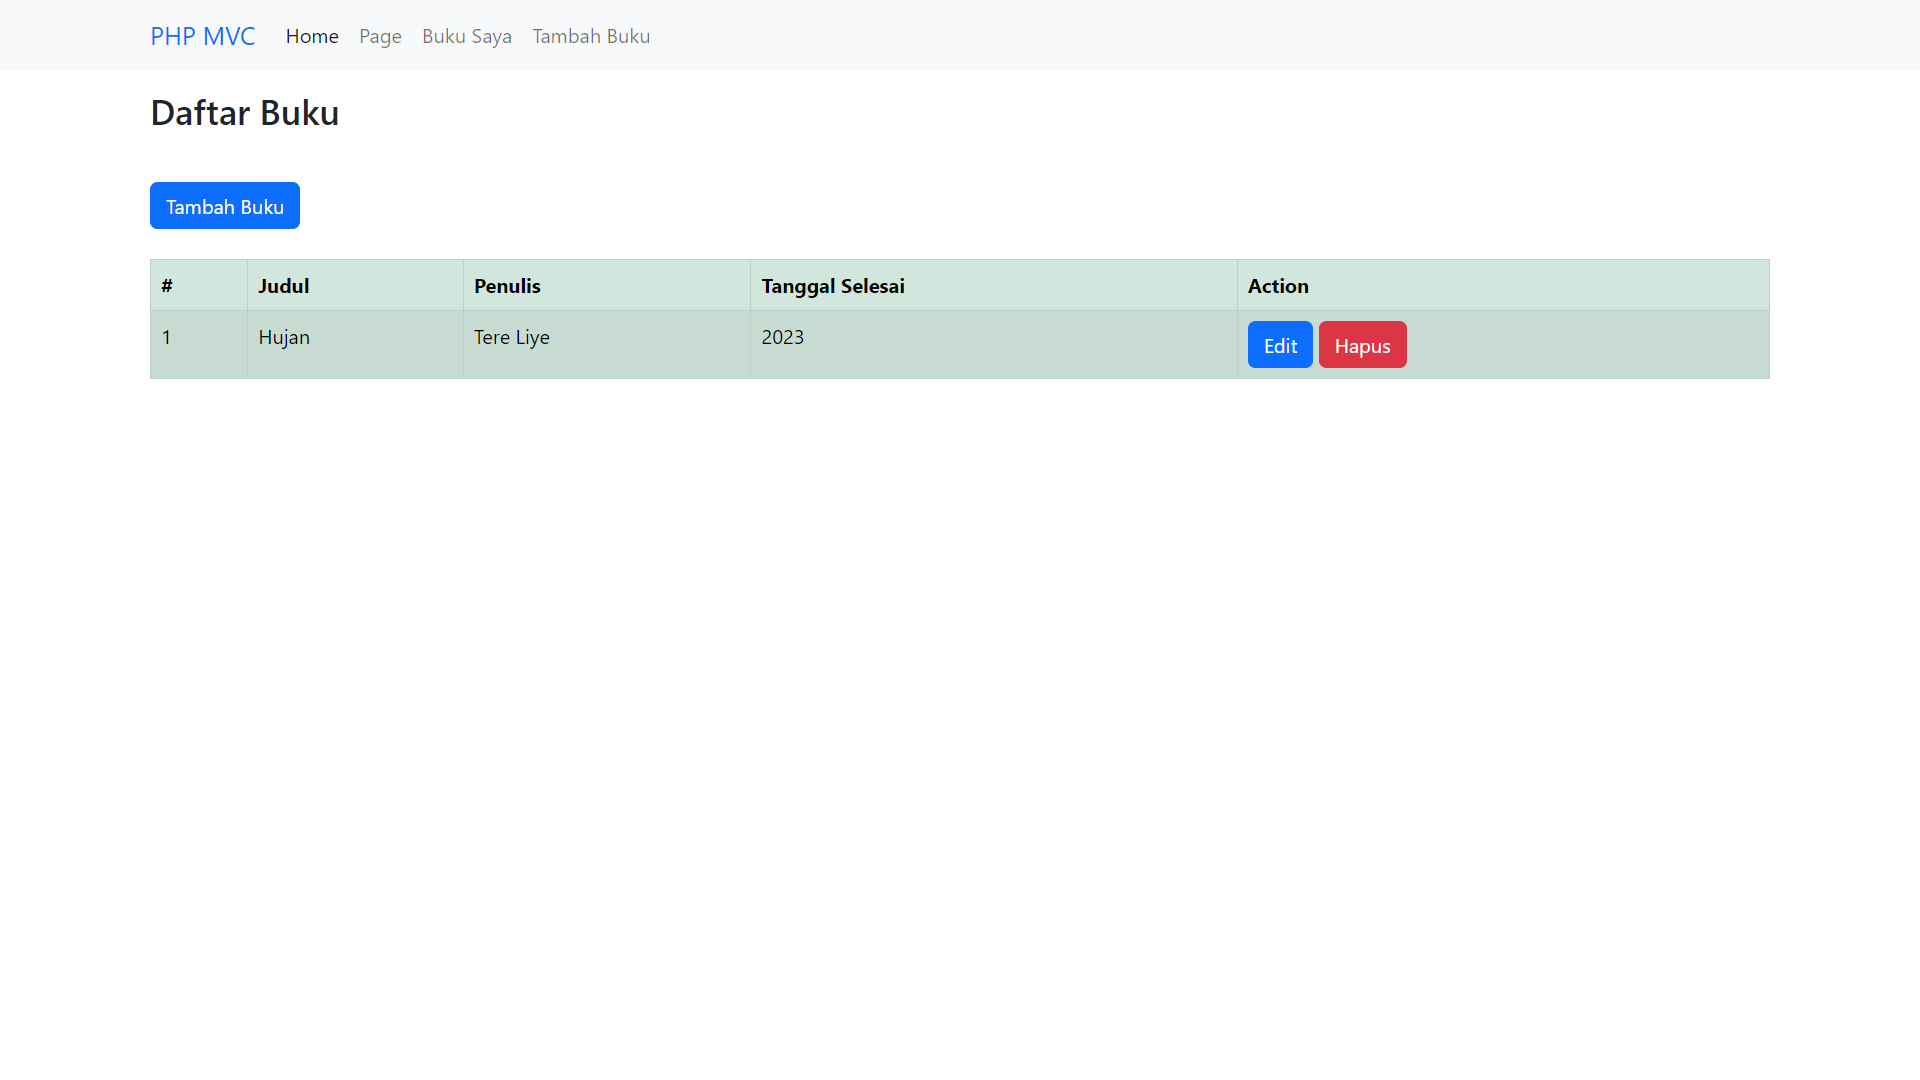 PHP MVC Home Page Buku Saya Tambah Buku
Daftar Buku
Tambah Buku
# Judul Penulis Tanggal Selesai Action
1 Hujan Tere Liye 2023 Edit Hapus